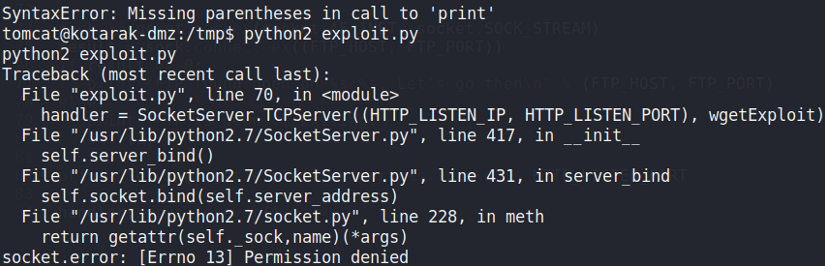 SyntaxError: Missing parentheses in call to 'print'
tomcat@kotarak-dmz:/tmp$ python2 exploit.py
python2 exploit.py
Traceback (most recent call last):
  File "exploit.py", line 70, in <module>
    handler = SocketServer.TCPServer((HTTP_LISTEN_IP, HTTP_LISTEN_PORT), wgetExploit)
  File "/usr/lib/python2.7/SocketServer.py", line 417, in __init__
    self.server_bind()
  File "/usr/lib/python2.7/SocketServer.py", line 431, in server_bind
    self.socket.bind(self.server_address)
  File "/usr/lib/python2.7/socket.py", line 228, in meth
    return getattr(self._sock,name)(*args)
socket.error: [Errno 13] Permission denied